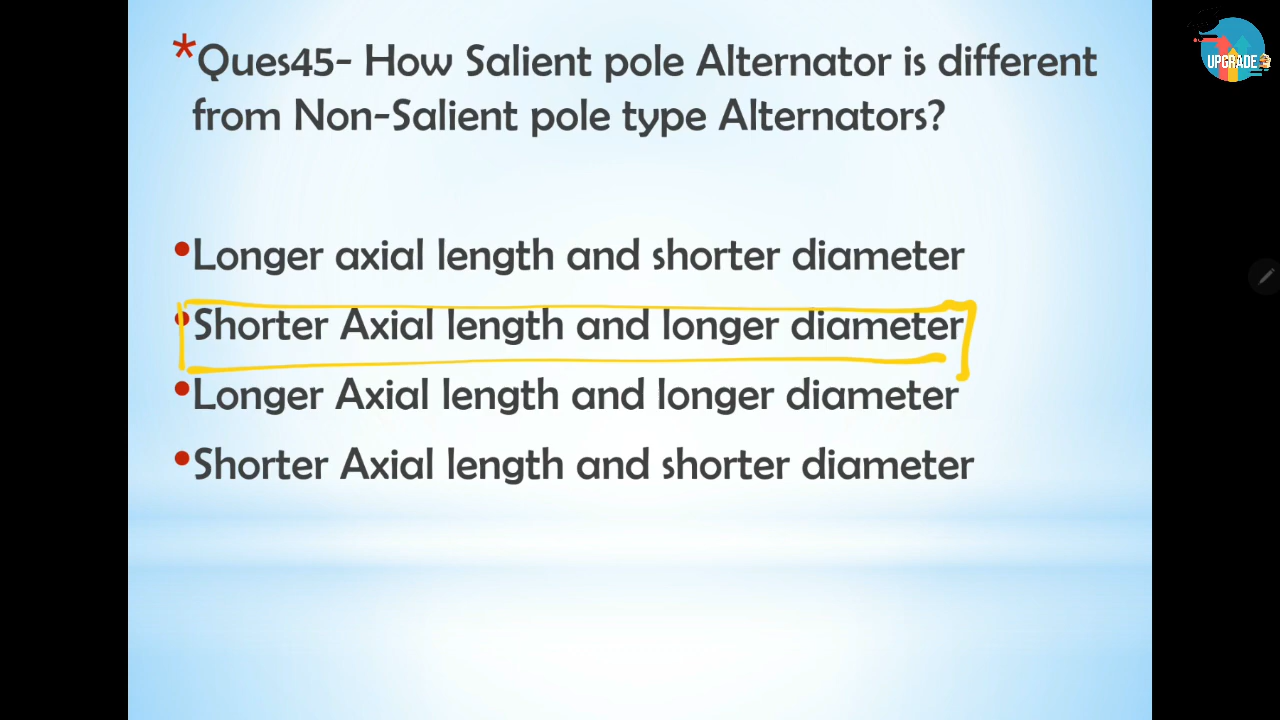 UPGRADE
*Ques45- How Salient pole Alternator is different
from Non-Salient pole type Alternators?
•Longer axial length and shorter diameter
•Shorter Axial length and longer diameter
•Longer Axial length and longer diameter
•Shorter Axial length and shorter diameter